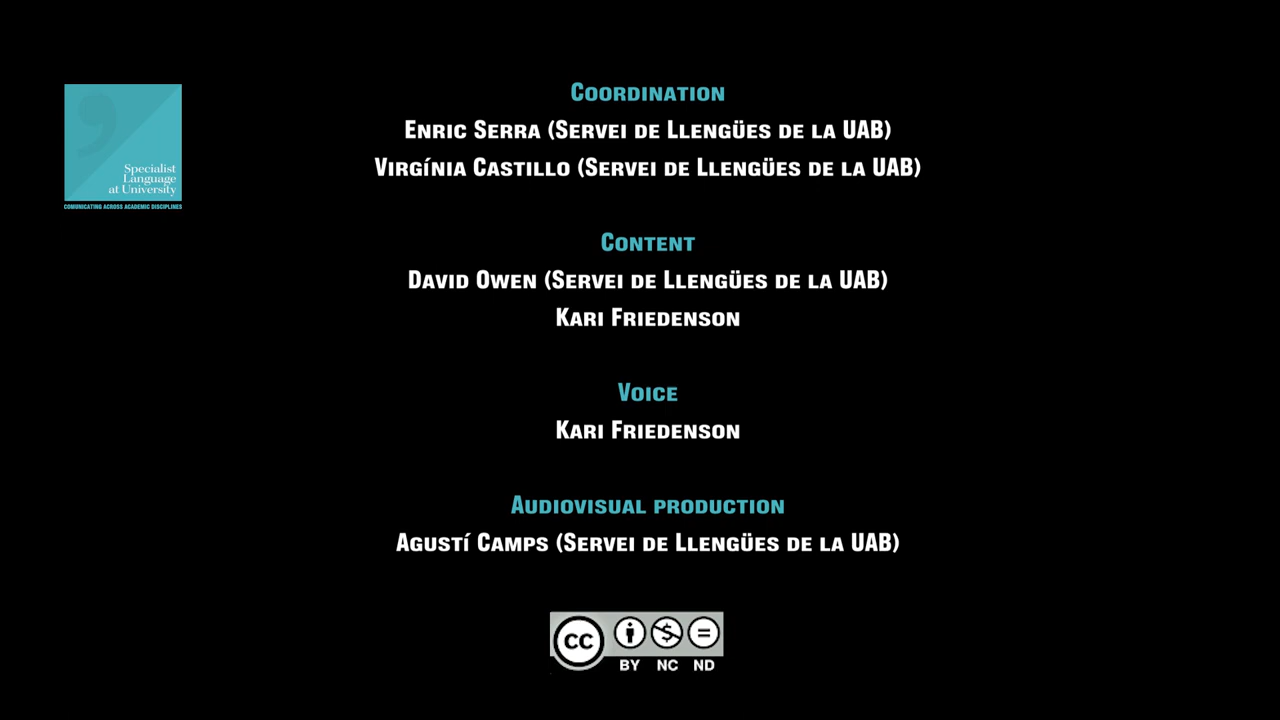 Specialist
Language
at University
COMUNICATING ACROSS ACADEMIC DISCIPLINES
COORDINATION
ENRIC SERRA (SERVEI DE LLENGÜES DE LA UAB)
VIRGÍNIA CASTILLO (SERVEI DE LLENGÜES DE LA UAB)
CONTENT
DAVID OWEN (SERVEI DE LLENGÜES DE LA UAB)
KARI FRIEDENSON
VOICE
KARI FRIEDENSON
AUDIOVISUAL PRODUCTION
AGUSTÍ CAMPS (SERVEI DE LLENGÜES DE LA UAB)
CC
BY NC ND